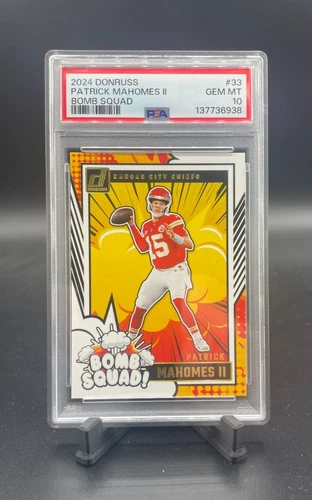 2024 DONRUSS #33
PATRICK MAHOMES II GEM MT
BOMB SQUAD PSA 10
137736938
DONRUSS
KANSAS CITY CHIEFS
15
PATRICK
MAHOMES II
BOMB
SQUAD!